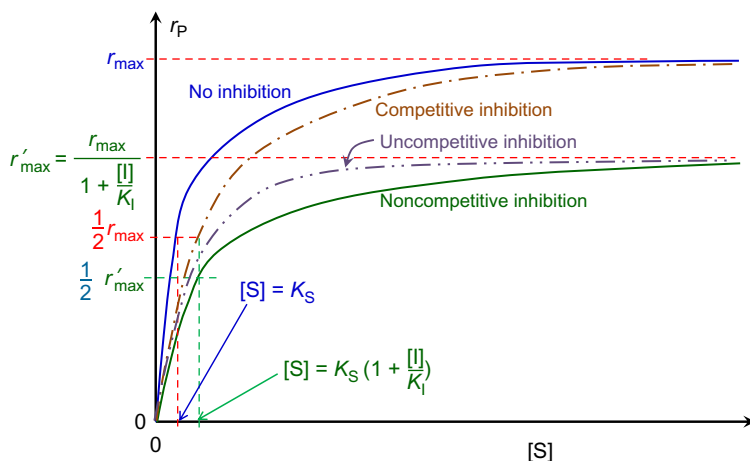 r_P
r_max
No inhibition
Competitive inhibition
Uncompetitive inhibition
r′_max = r_max / (1 + [I]/K_I)
Noncompetitive inhibition
1/2 r_max
1/2 r′_max
[S] = K_S
[S] = K_S (1 + [I]/K_I)
0
0
[S]